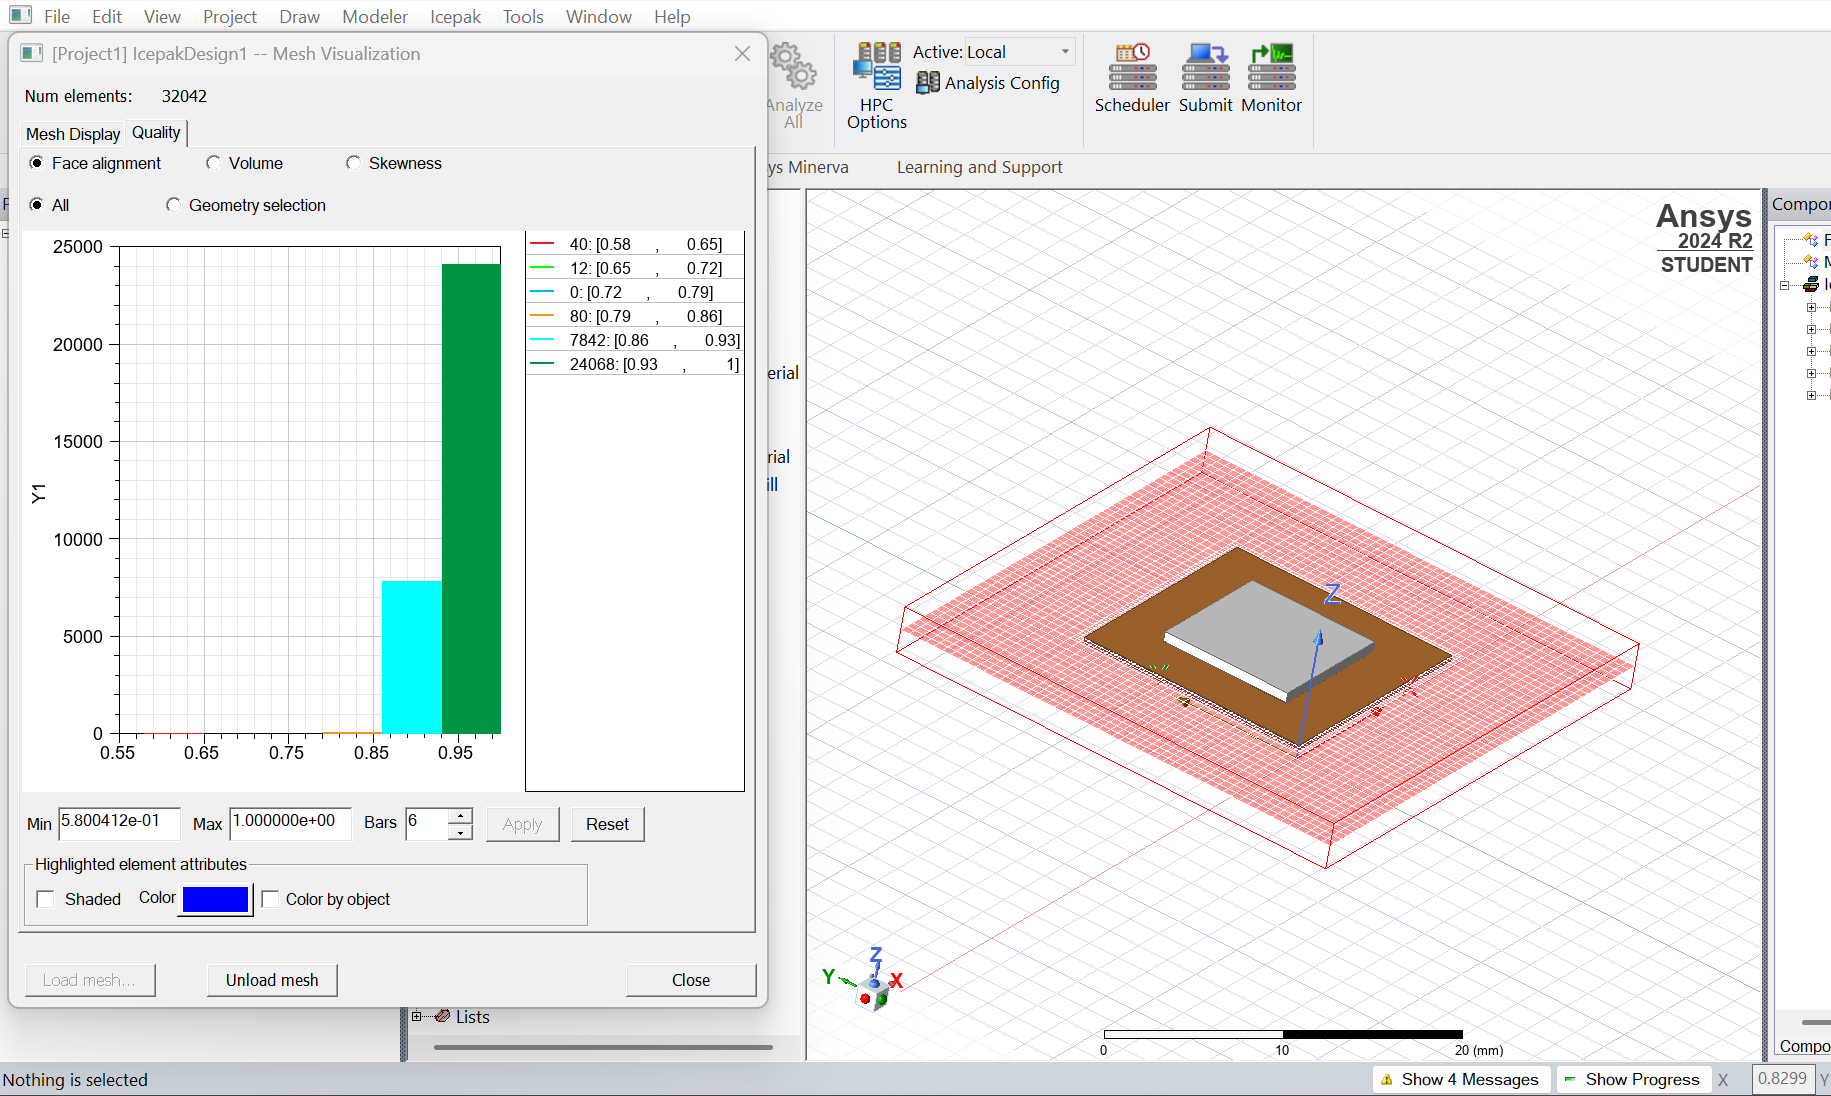 File Edit View Project Draw Modeler Icepak Tools Window Help
[Project1] IcepakDesign1 -- Mesh Visualization
Num elements: 32042
Mesh Display Quality
Face alignment Volume Skewness
All Geometry selection
25000
20000
15000
10000
5000
0
Y1
0.55 0.65 0.75 0.85 0.95
40: [0.58 , 0.65]
12: [0.65 , 0.72]
0: [0.72 , 0.79]
80: [0.79 , 0.86]
7842: [0.86 , 0.93]
24068: [0.93 , 1]
Min 5.800412e-01 Max 1.000000e+00 Bars 6 Apply Reset
Highlighted element attributes
Shaded Color Color by object
Load mesh... Unload mesh Close
Analyze
All
HPC
Options
Active: Local
Analysis Config
Scheduler Submit Monitor
ys Minerva Learning and Support
erial
rial
ill
Lists
Ansys
2024 R2
STUDENT
Z
Z
Y
X
0 10 20 (mm)
Compor
F
M
Ic
Compo
Nothing is selected
Show 4 Messages Show Progress X 0.8299 Y